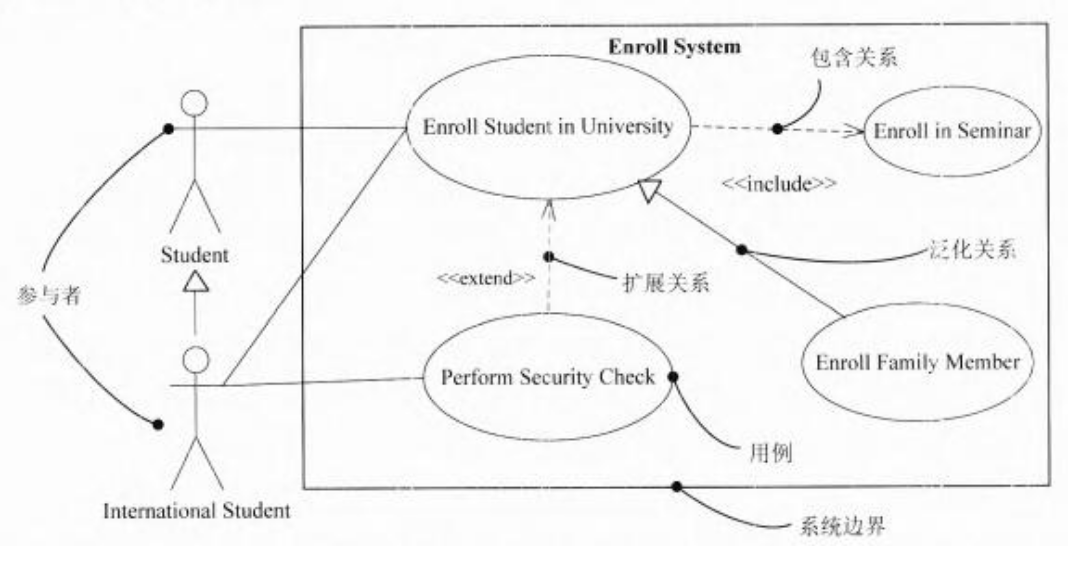 Enroll System
包含关系
Enroll Student in University
Enroll in Seminar
<<include>>
Student
泛化关系
<<extend>>
扩展关系
参与者
Enroll Family Member
Perform Security Check
用例
International Student
系统边界